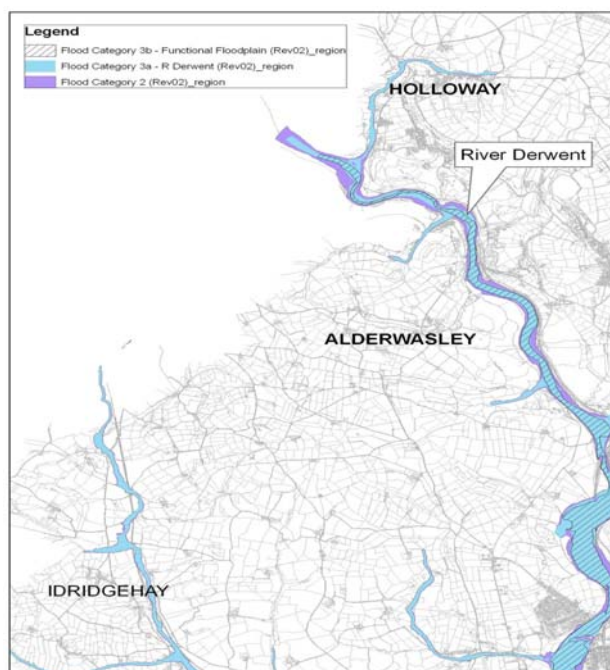 Legend
Flood Category 3b - Functional Floodplain (Rev02)_region
Flood Category 3a - R Derwent (Rev02)_region
Flood Category 2 (Rev02)_region
HOLLOWAY
River Derwent
ALDERWASLEY
IDRIDGEHAY